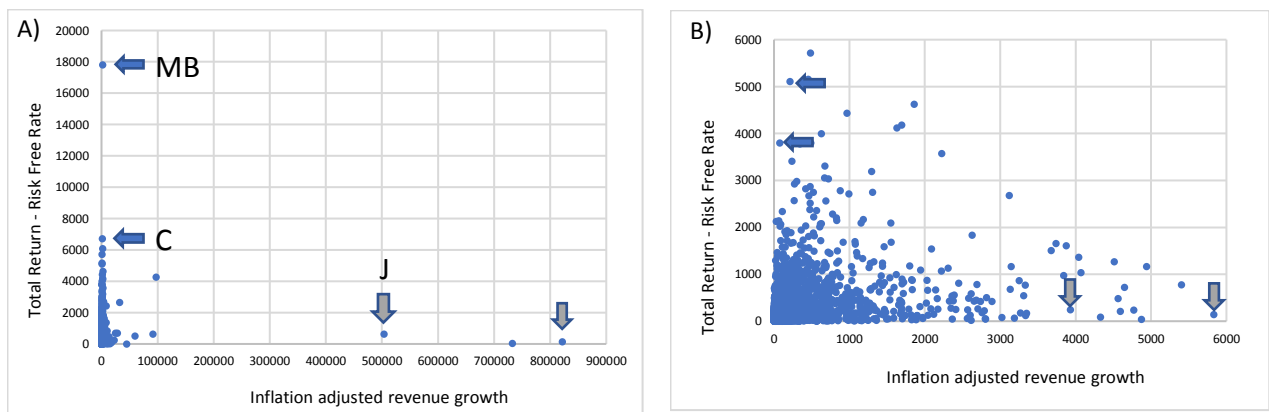 A)
Total Return - Risk Free Rate
20000
18000
16000
14000
12000
10000
8000
6000
4000
2000
0
MB
C
J
0 100000 200000 300000 400000 500000 600000 700000 800000 900000
Inflation adjusted revenue growth
B)
Total Return - Risk Free Rate
6000
5000
4000
3000
2000
1000
0
0 1000 2000 3000 4000 5000 6000
Inflation adjusted revenue growth